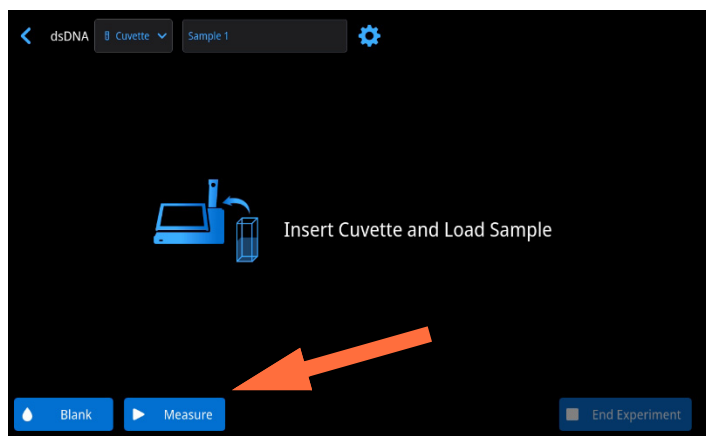 dsDNA Cuvette Sample 1
Insert Cuvette and Load Sample
Blank Measure End Experiment